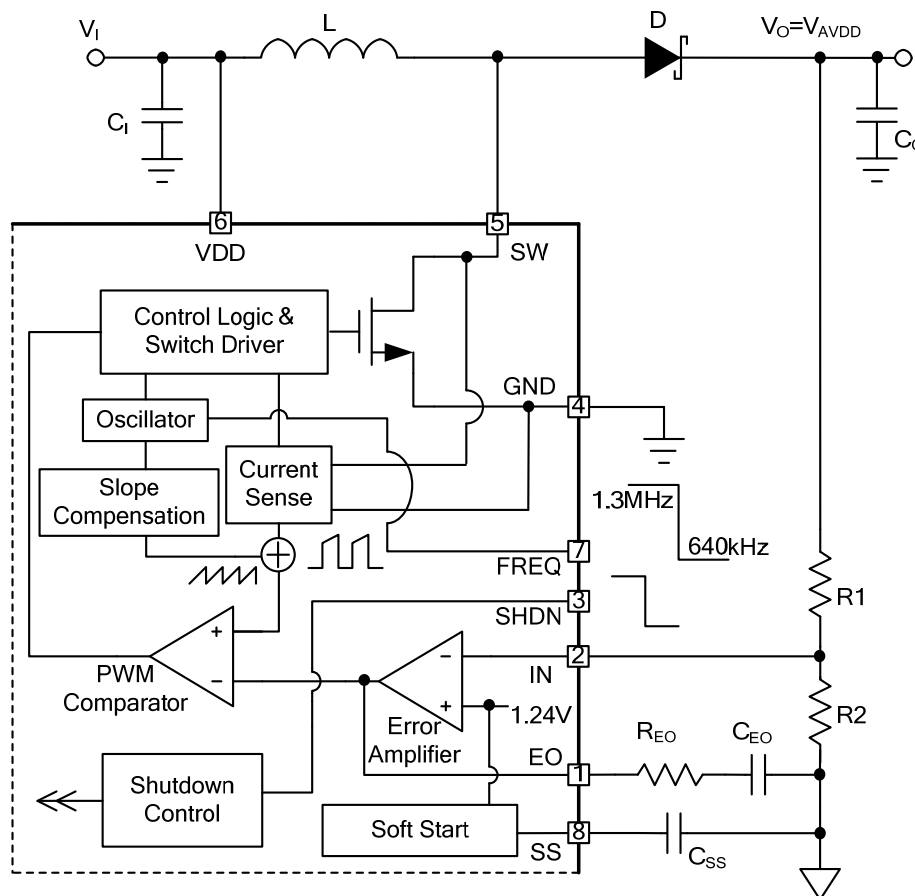 V_I
L
D
V_O=V_AVDD
C_I
C_O
6
5
VDD
SW
Control Logic &
Switch Driver
GND
4
Oscillator
Current
Sense
Slope
Compensation
1.3MHz
640kHz
7
FREQ
+
3
SHDN
R1
+
−
PWM
Comparator
−
+
Error
Amplifier
2
IN
1.24V
R2
EO
R_EO
C_EO
1
Shutdown
Control
Soft Start
8
SS
C_SS